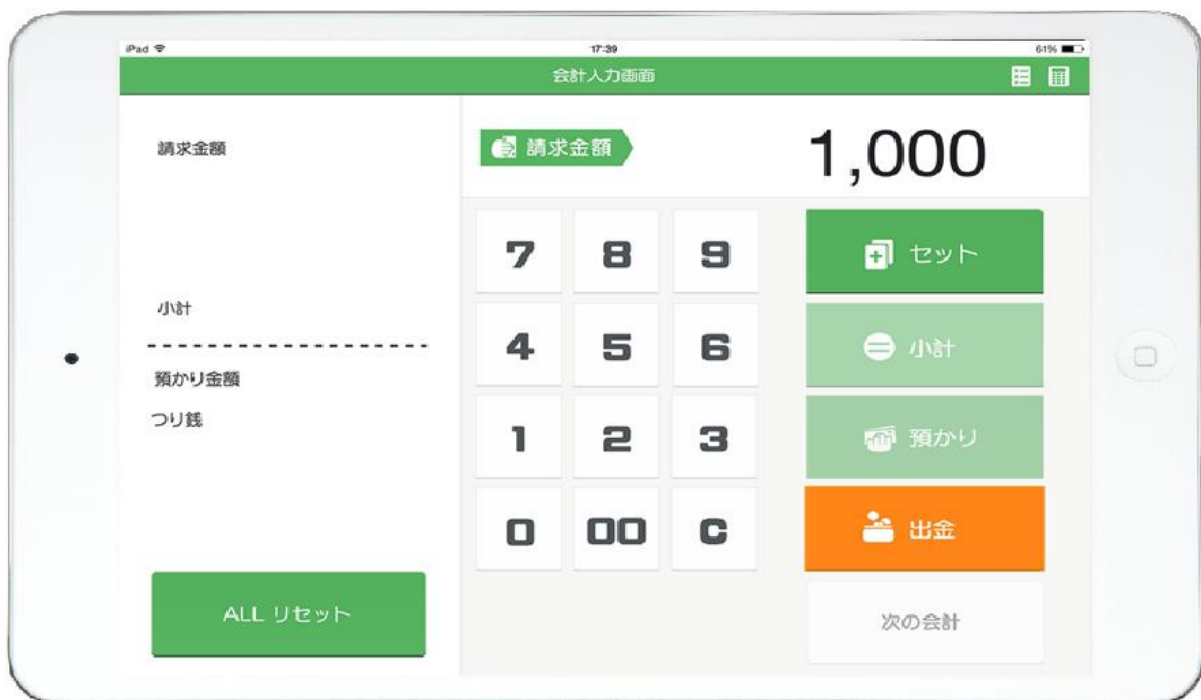 iPad 17:39 61%
会計入力画面
請求金額
小計
預かり金額
つり銭
ALL リセット
請求金額 1,000
7 8 9 セット
4 5 6 小計
1 2 3 預かり
0 00 C 出金
次の会計